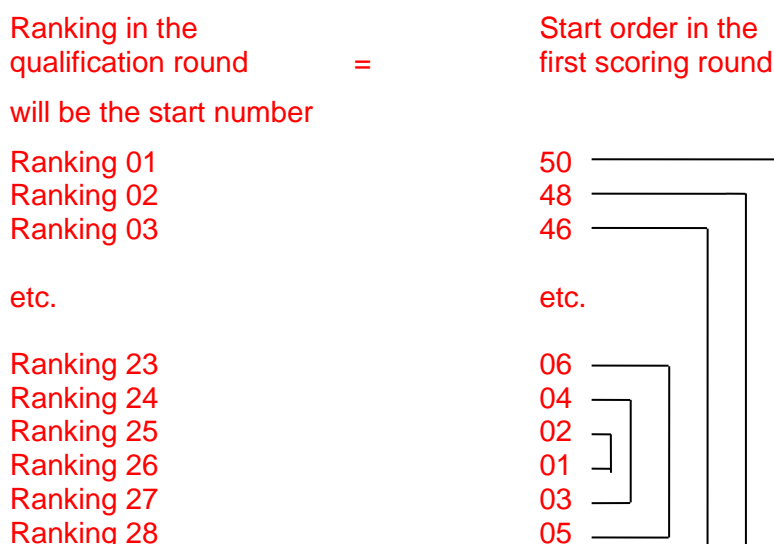 Ranking in the Start order in the
qualification round = first scoring round
will be the start number
Ranking 01 50
Ranking 02 48
Ranking 03 46
etc. etc.
Ranking 23 06
Ranking 24 04
Ranking 25 02
Ranking 26 01
Ranking 27 03
Ranking 28 05